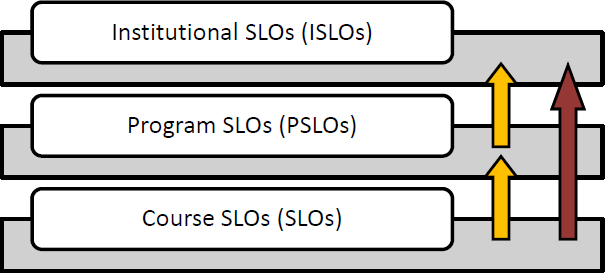 Institutional SLOs (ISLOs)
Program SLOs (PSLOs)
Course SLOs (SLOs)